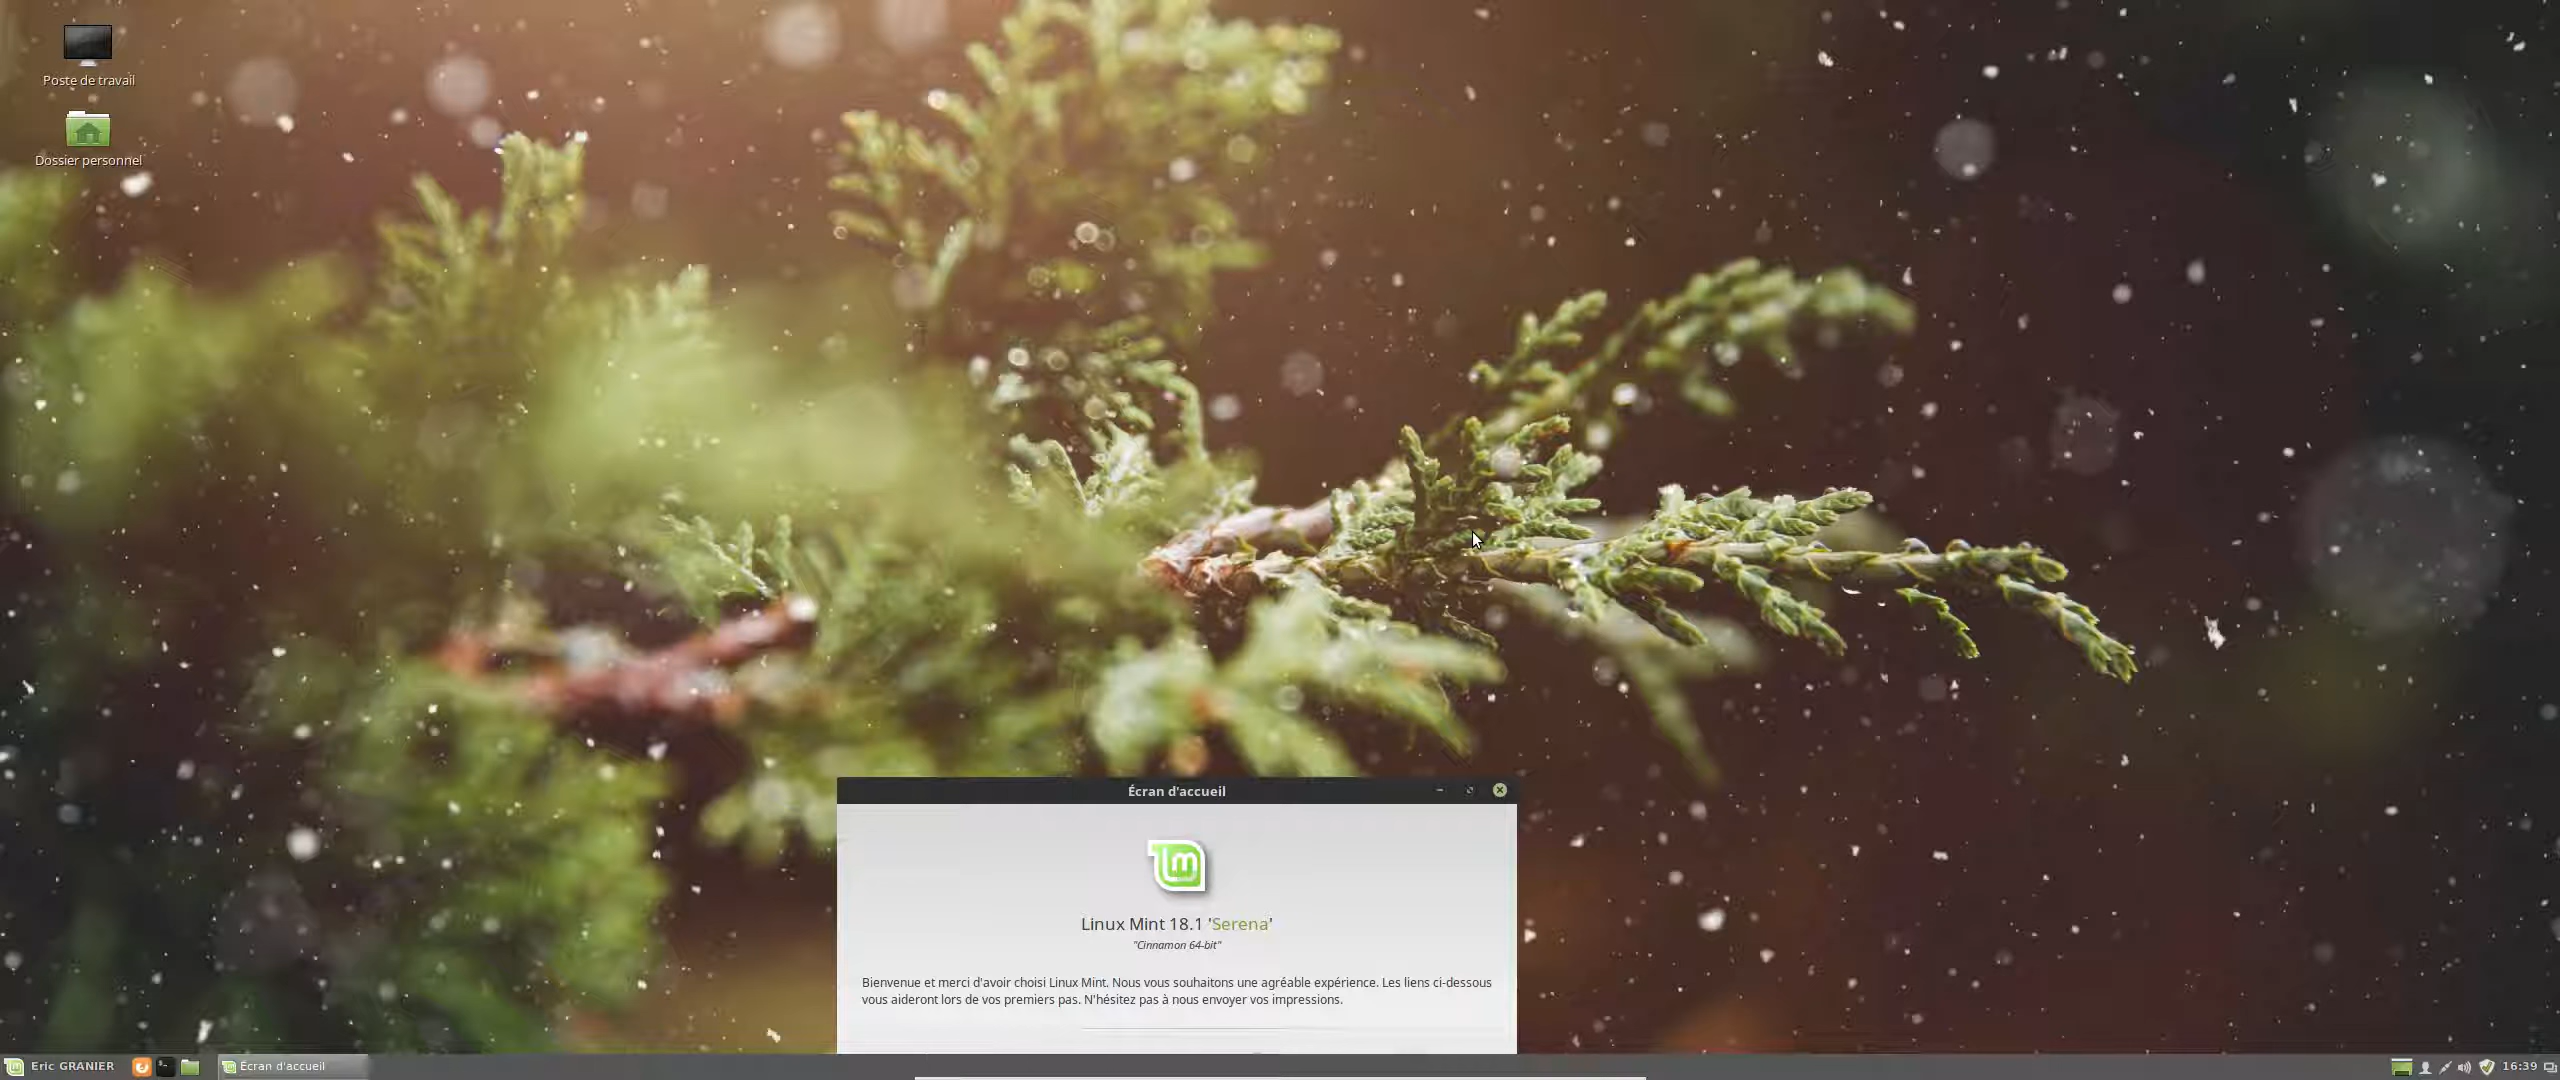 Poste de travail
Dossier personnel
Écran d'accueil
Linux Mint 18.1 'Serena'
"Cinnamon 64-bit"
Bienvenue et merci d'avoir choisi Linux Mint. Nous vous souhaitons une agréable expérience. Les liens ci-dessous
vous aideront lors de vos premiers pas. N'hésitez pas à nous envoyer vos impressions.
Eric GRANIER
Écran d'accueil
16:39